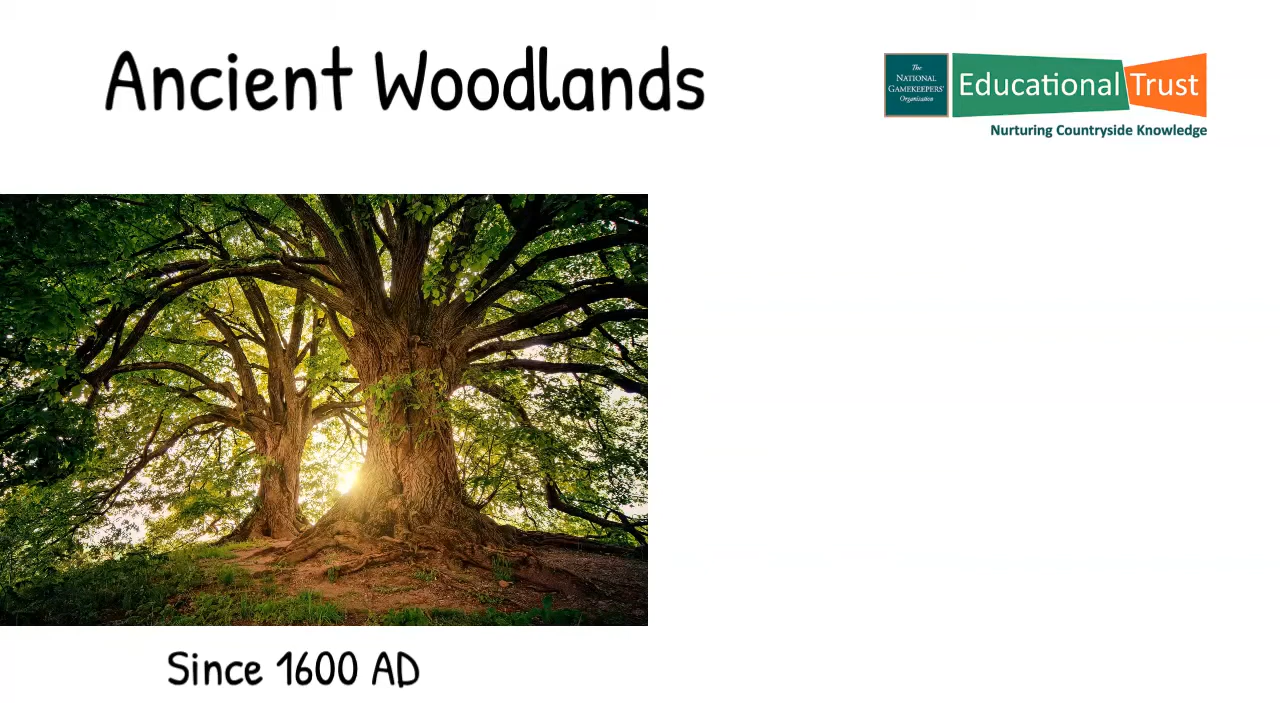 Ancient Woodlands
The
NATIONAL
GAMEKEEPERS'
Organisation
Educational Trust
Nurturing Countryside Knowledge
Since 1600 AD